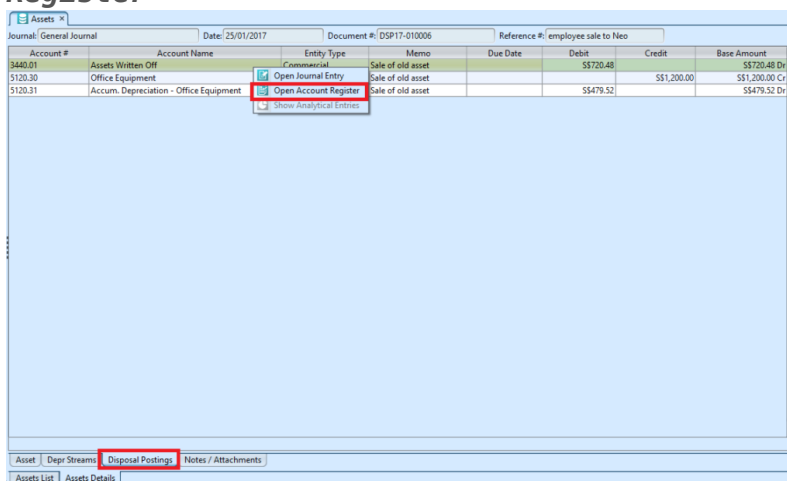 Register
Assets ×
Journal: General Journal Date: 25/01/2017 Document #: DSP17-010006 Reference #: employee sale to Neo
Account # Account Name Entity Type Memo Due Date Debit Credit Base Amount
3440.01 Assets Written Off Commercial Sale of old asset S$720.48 S$720.48 Dr
5120.30 Office Equipment Open Journal Entry Sale of old asset S$1,200.00 S$1,200.00 Cr
5120.31 Accum. Depreciation - Office Equipment Open Account Register Sale of old asset S$479.52 S$479.52 Dr
Show Analytical Entries
Asset Depr Streams Disposal Postings Notes / Attachments
Assets List Assets Details